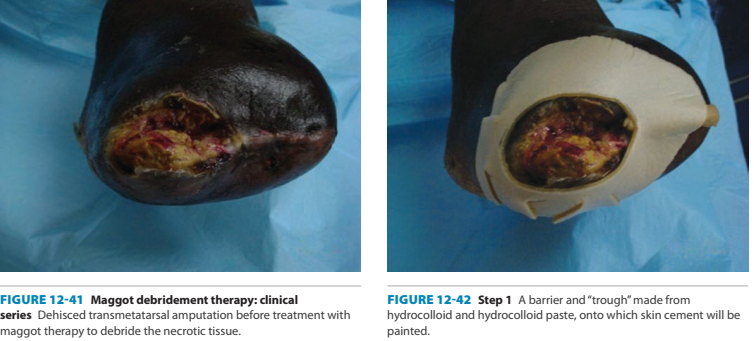 FIGURE 12-41 Maggot debridement therapy: clinical
series Dehisced transmetatarsal amputation before treatment with
maggot therapy to debride the necrotic tissue.
FIGURE 12-42 Step 1 A barrier and “trough” made from
hydrocolloid and hydrocolloid paste, onto which skin cement will be
painted.